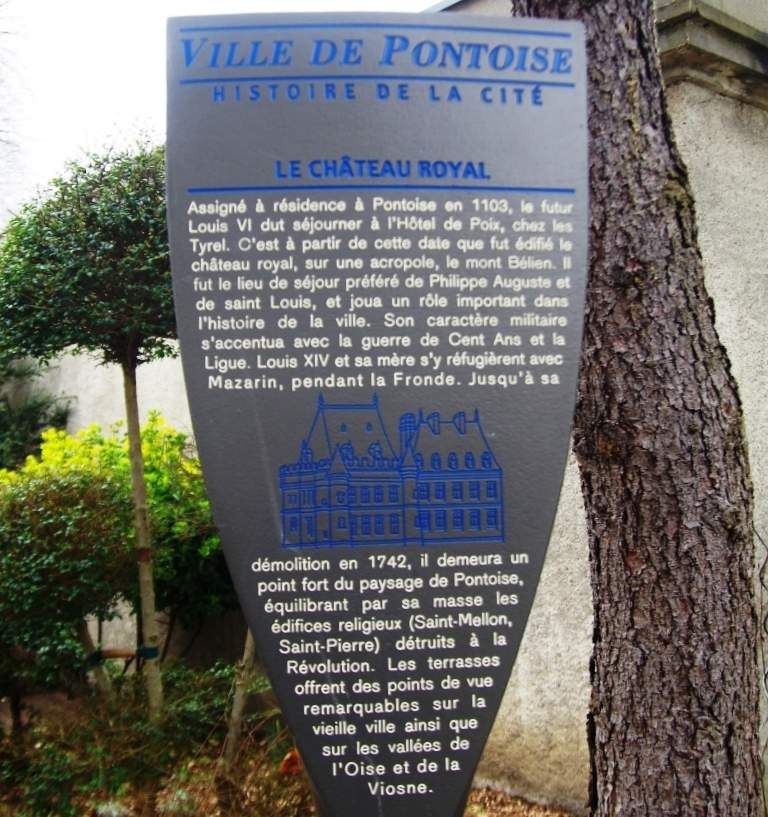 VILLE DE PONTOISE
HISTOIRE DE LA CITÉ
LE CHÂTEAU ROYAL
Assigné à résidence à Pontoise en 1103, le futur
Louis VI dut séjourner à l'Hôtel de Poix, chez les
Tyrel. C'est à partir de cette date que fut édifié le
château royal, sur une acropole, le mont Bélien. Il
fut le lieu de séjour préféré de Philippe Auguste et
de saint Louis, et joua un rôle important dans
l'histoire de la ville. Son caractère militaire
s'accentua avec la guerre de Cent Ans et la
Ligue. Louis XIV et sa mère s'y réfugièrent avec
Mazarin, pendant la Fronde. Jusqu'à sa
démolition en 1742, il demeura un
point fort du paysage de Pontoise,
équilibrant par sa masse les
édifices religieux (Saint-Mellon,
Saint-Pierre) détruits à la
Révolution. Les terrasses
offrent des points de vue
remarquables sur la
vieille ville ainsi que
sur les vallées de
l'Oise et de la
Viosne.